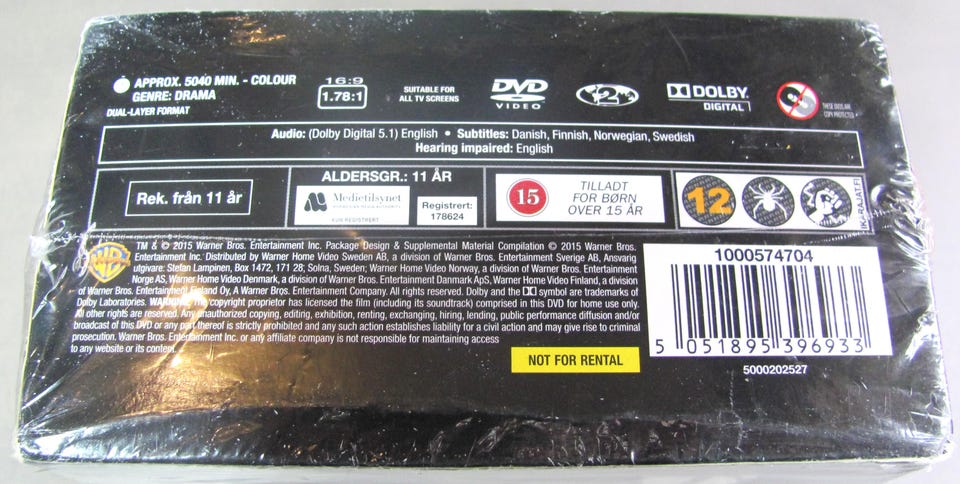 APPROX. 5040 MIN. - COLOUR
GENRE: DRAMA
DUAL-LAYER FORMAT
16:9
1.78:1
SUITABLE FOR
ALL TV SCREENS
DVD
VIDEO
2
DOLBY
DIGITAL
THESE DISCS ARE
COPY PROTECTED
Audio: (Dolby Digital 5.1) English • Subtitles: Danish, Finnish, Norwegian, Swedish
Hearing impaired: English
Rek. från 11 år
ALDERSGR.: 11 ÅR
Medietilsynet
NORWEGIAN MEDIA AUTHORITY
KUN REGISTRERT
Registrert:
178624
15
TILLADT
FOR BØRN
OVER 15 ÅR
12
IK-RAJAT.FI
WB
TM & © 2015 Warner Bros. Entertainment Inc. Package Design & Supplemental Material Compilation © 2015 Warner Bros.
Entertainment Inc. Distributed by Warner Home Video Sweden AB, a division of Warner Bros. Entertainment Sverige AB, Ansvarig
utgivare: Stefan Lampinen, Box 1472, 171 28; Solna, Sweden; Warner Home Video Norway, a division of Warner Bros. Entertainment
Norge AS, Warner Home Video Denmark, a division of Warner Bros. Entertainment Danmark ApS, Warner Home Video Finland, a division
of Warner Bros. Entertainment Finland Oy, A Warner Bros. Entertainment Company. All rights reserved. Dolby and the DD symbol are trademarks of
Dolby Laboratories. WARNING: The copyright proprietor has licensed the film (including its soundtrack) comprised in this DVD for home use only.
All other rights are reserved. Any unauthorized copying, editing, exhibition, renting, exchanging, hiring, lending, public performance diffusion and/or
broadcast of this DVD or any part thereof is strictly prohibited and any such action establishes liability for a civil action and may give rise to criminal
prosecution. Warner Bros. Entertainment Inc. or any affiliate company is not responsible for maintaining access
to any website or its content.
NOT FOR RENTAL
1000574704
5 051895 396933
5000202527